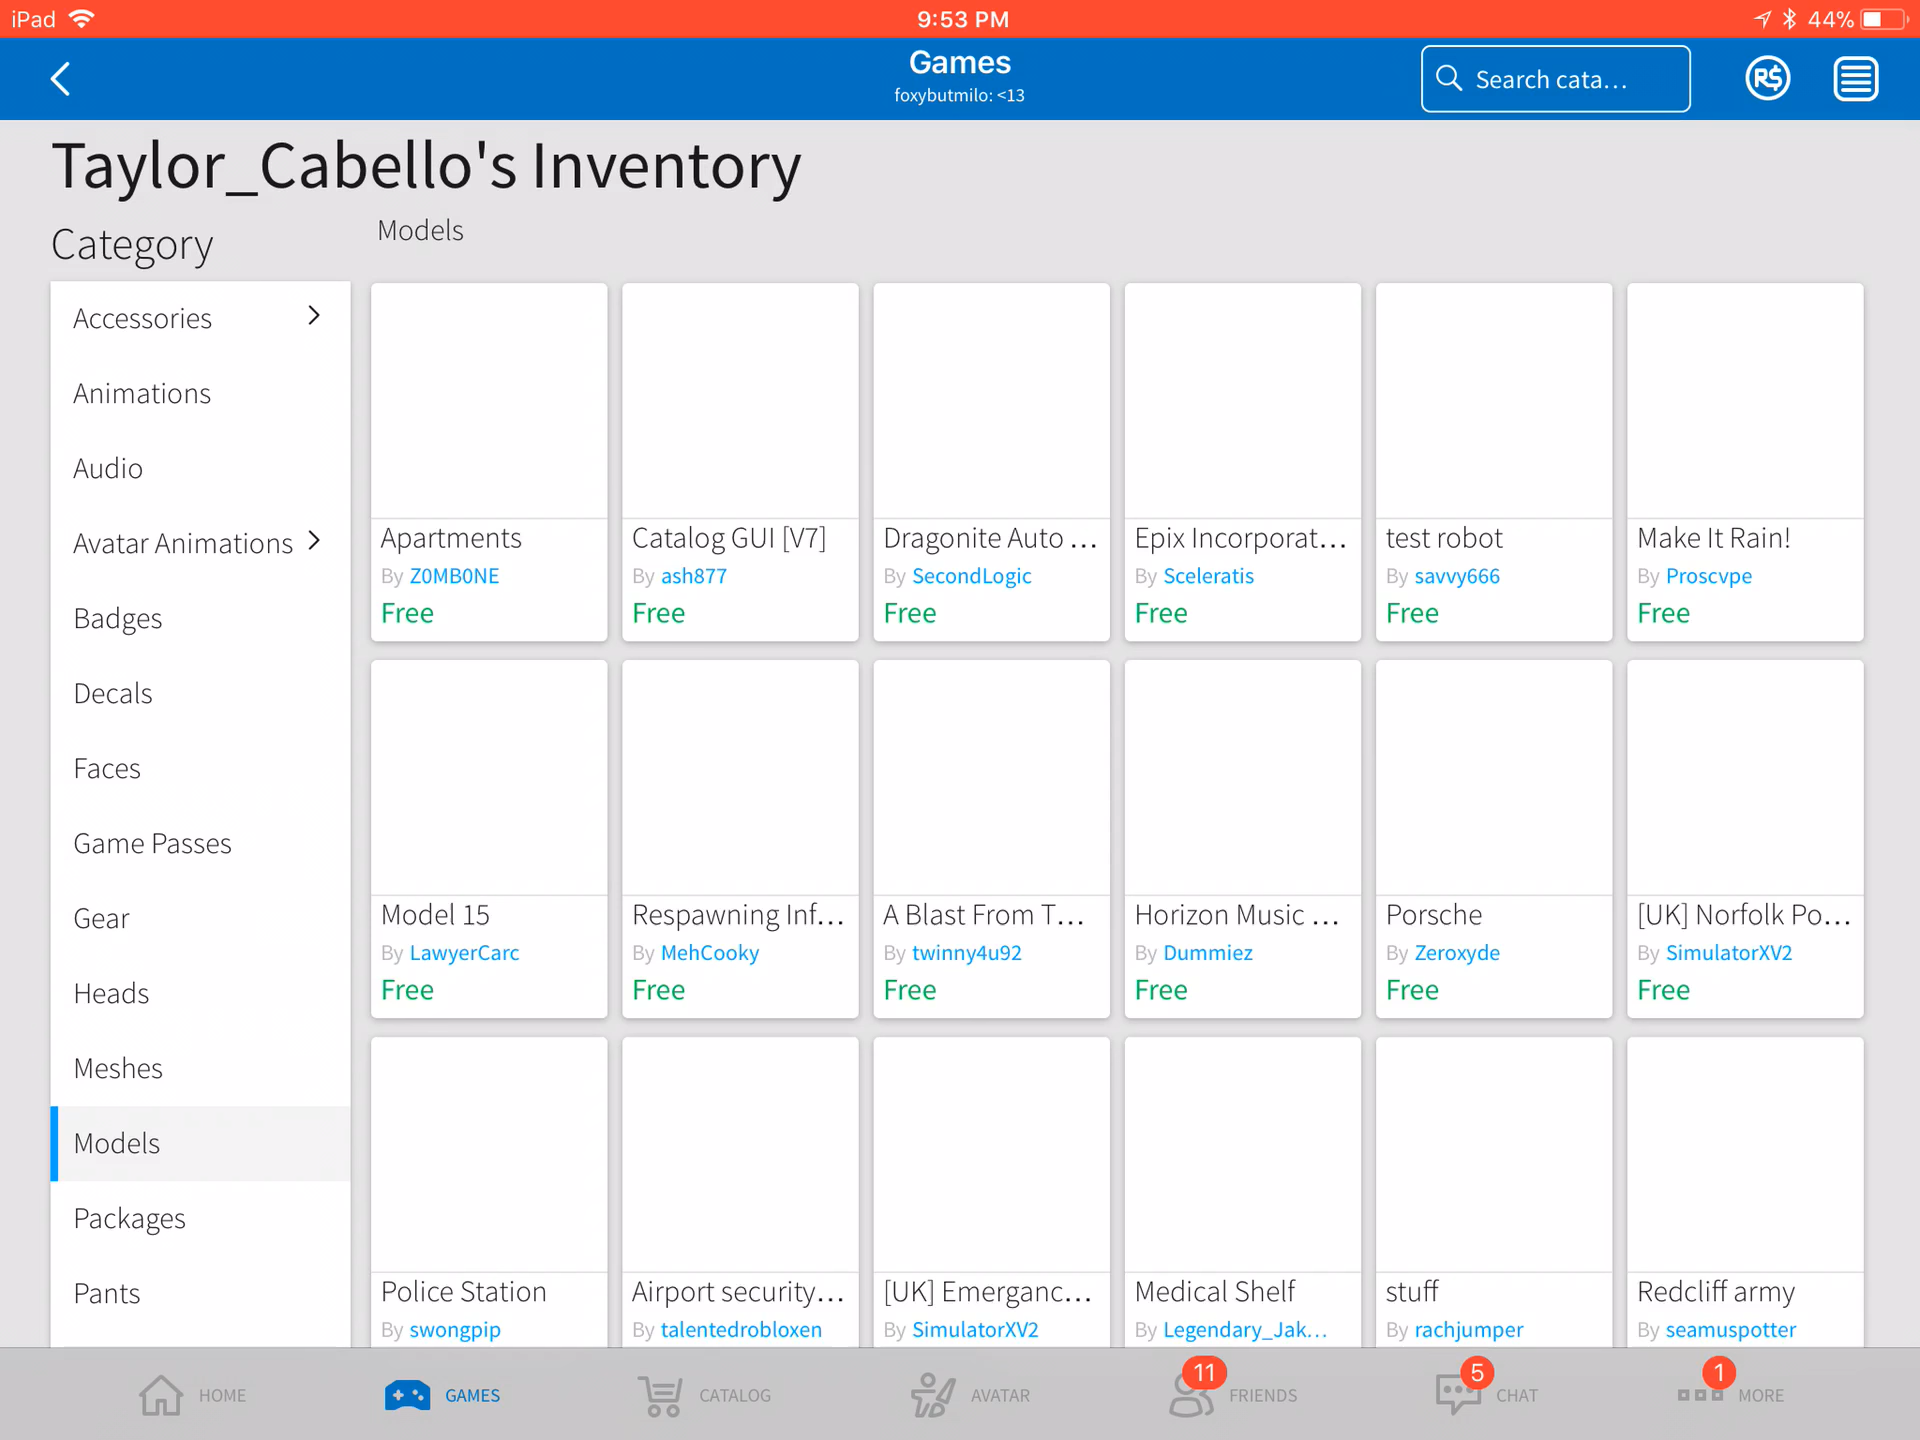 iPad
9:53 PM
44%
Games
foxybutmilo: <13
Search cata...
R$
Taylor_Cabello's Inventory
Category
Models
Accessories
Animations
Audio
Avatar Animations
Badges
Decals
Faces
Game Passes
Gear
Heads
Meshes
Models
Packages
Pants
Apartments
By Z0MB0NE
Free
Catalog GUI [V7]
By ash877
Free
Dragonite Auto ...
By SecondLogic
Free
Epix Incorporat...
By Sceleratis
Free
test robot
By savvy666
Free
Make It Rain!
By Proscvpe
Free
Model 15
By LawyerCarc
Free
Respawning Inf...
By MehCooky
Free
A Blast From T...
By twinny4u92
Free
Horizon Music ...
By Dummiez
Free
Porsche
By Zeroxyde
Free
[UK] Norfolk Po...
By SimulatorXV2
Free
Police Station
By swongpip
Airport security...
By talentedrobloxen
[UK] Emerganc...
By SimulatorXV2
Medical Shelf
By Legendary_Jak...
stuff
By rachjumper
Redcliff army
By seamuspotter
HOME
GAMES
CATALOG
AVATAR
11
FRIENDS
5
CHAT
1
MORE